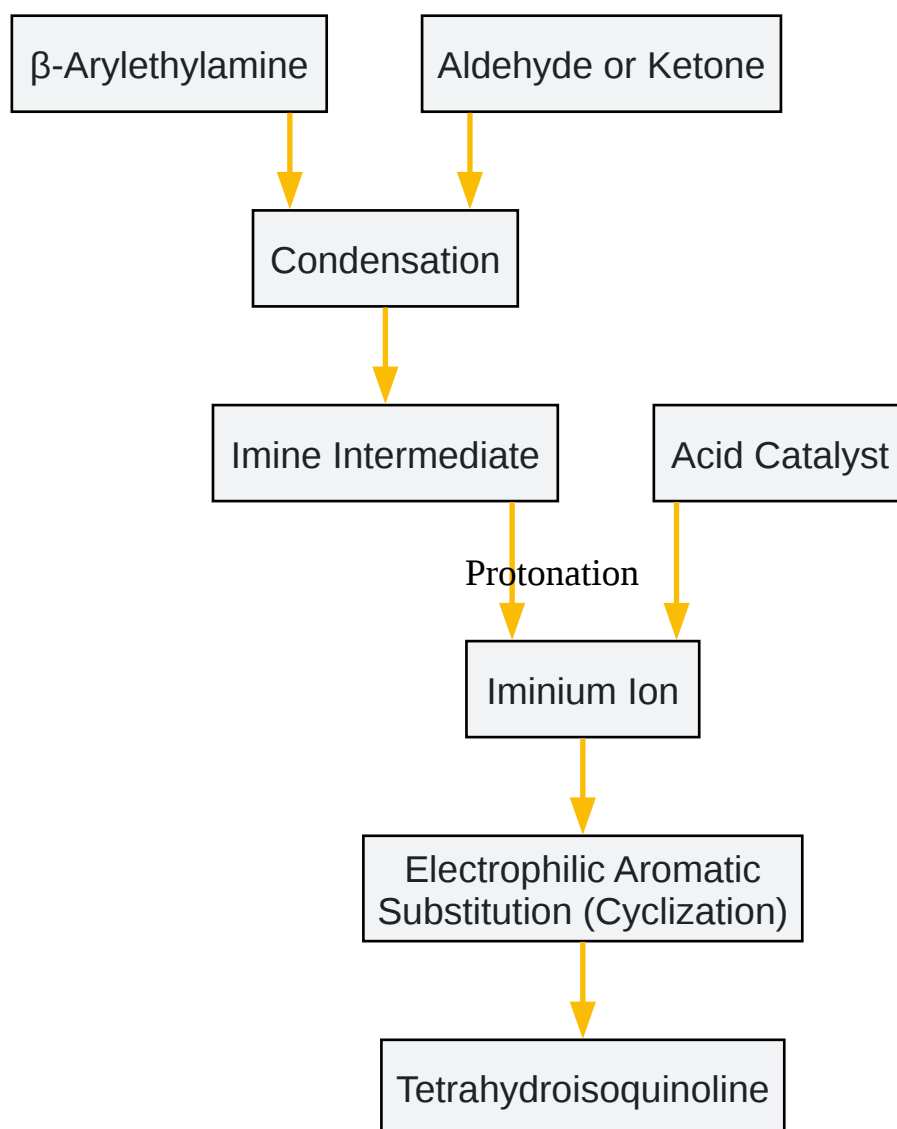 β-Arylethylamine
Aldehyde or Ketone
Condensation
Imine Intermediate
Acid Catalyst
Protonation
Iminium Ion
Electrophilic Aromatic
Substitution (Cyclization)
Tetrahydroisoquinoline